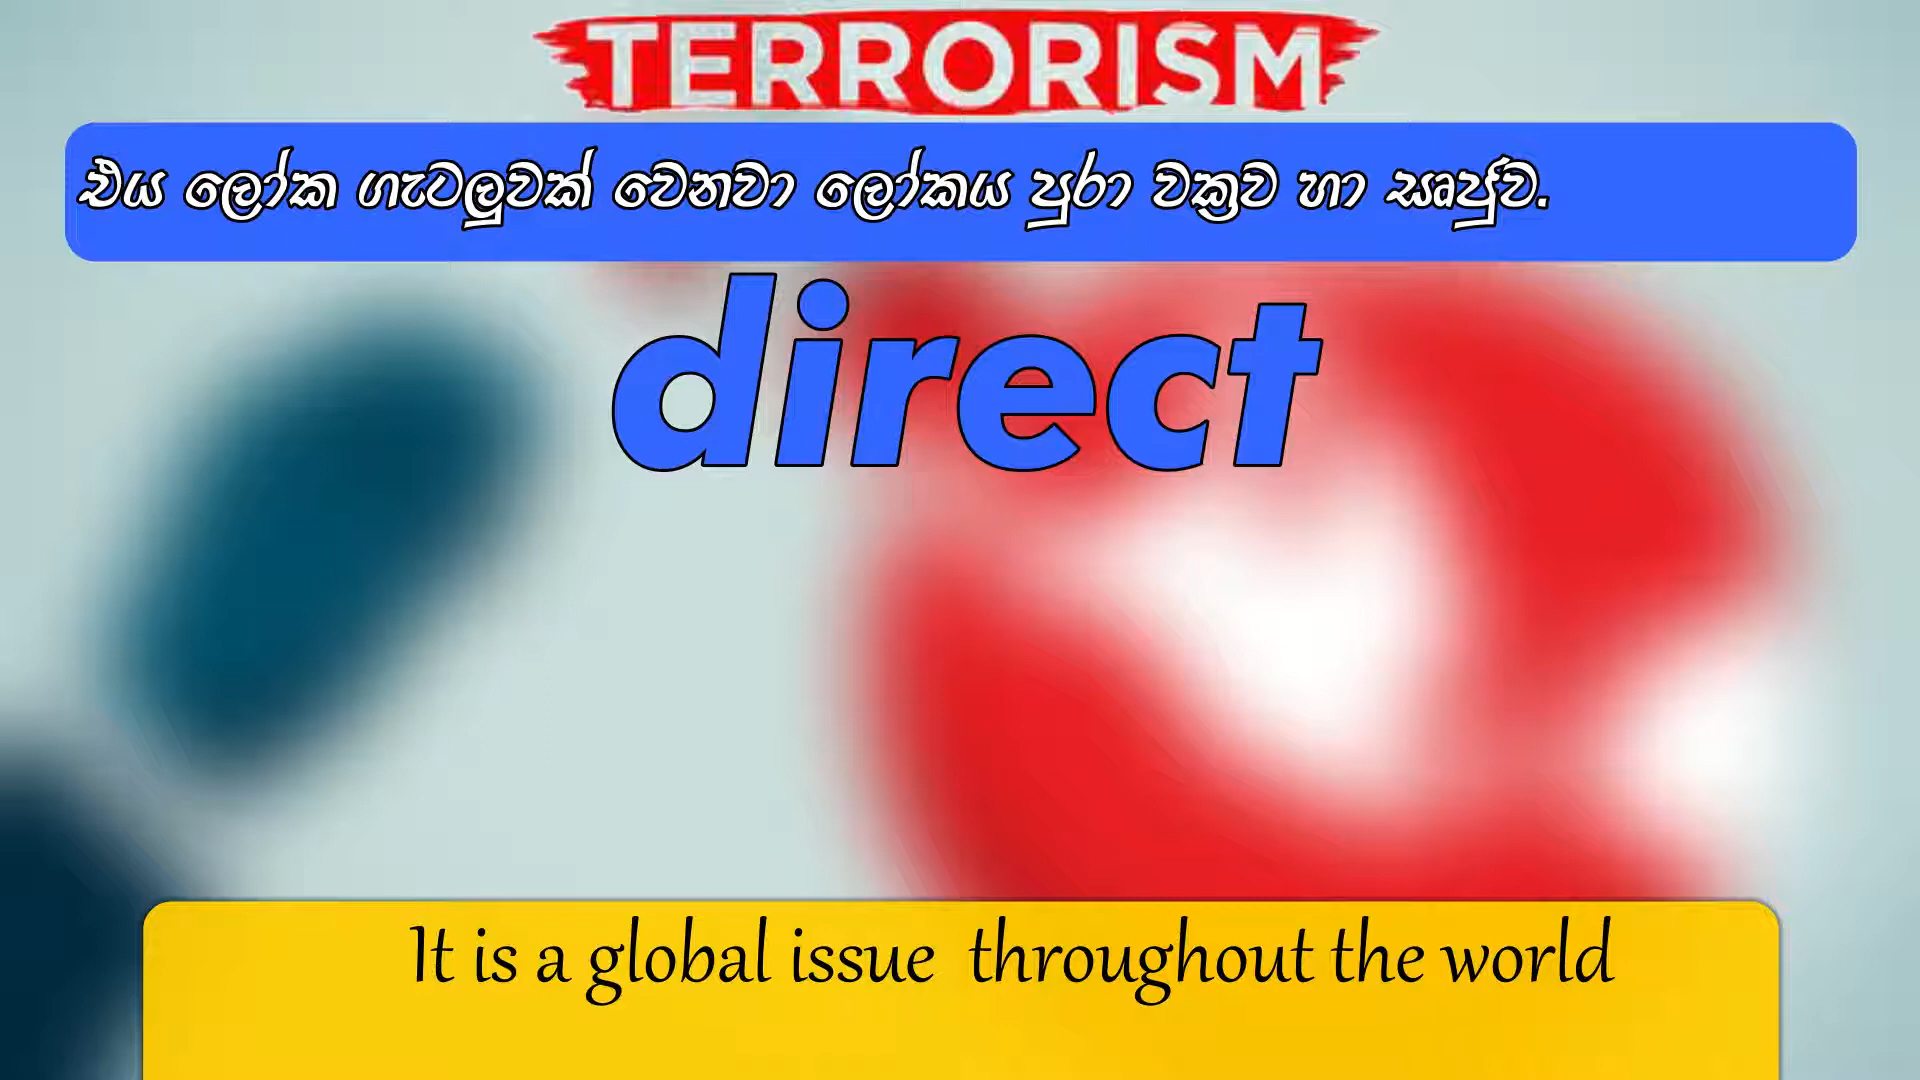 TERRORISM
එය ලෝක ගැටලුවක් වෙනවා ලෝකය පුරා වක්‍රව හා සෘජුව.
direct
It is a global issue throughout the world